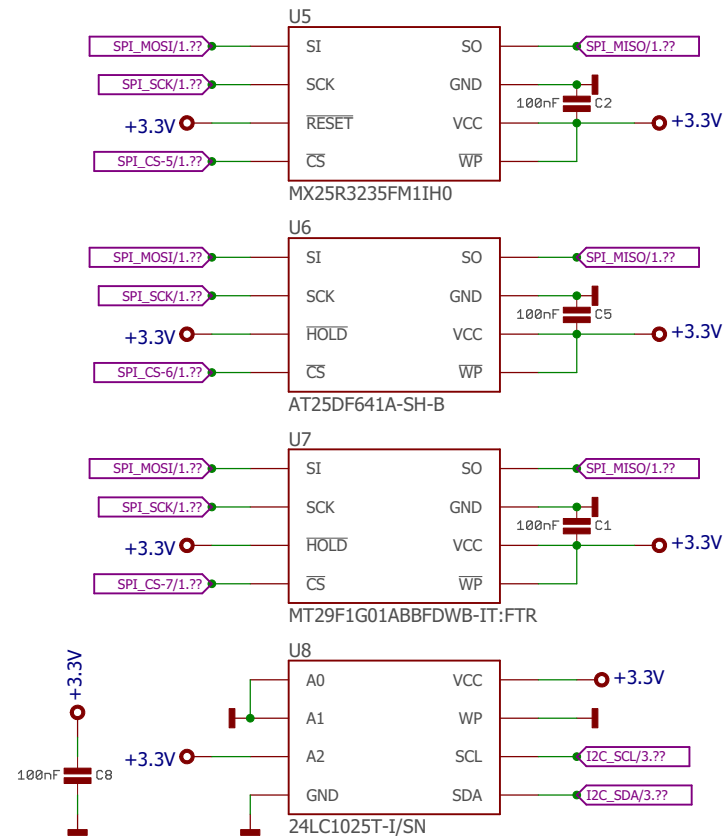 U5
SPI_MOSI/1.?? SI SO SPI_MISO/1.??
SPI_SCK/1.?? SCK GND
100nF C2
+3.3V RESET VCC +3.3V
SPI_CS-5/1.?? CS WP
MX25R3235FM1IH0
U6
SPI_MOSI/1.?? SI SO SPI_MISO/1.??
SPI_SCK/1.?? SCK GND
100nF C5
+3.3V HOLD VCC +3.3V
SPI_CS-6/1.?? CS WP
AT25DF641A-SH-B
U7
SPI_MOSI/1.?? SI SO SPI_MISO/1.??
SPI_SCK/1.?? SCK GND
100nF C1
+3.3V HOLD VCC +3.3V
SPI_CS-7/1.?? CS WP
MT29F1G01ABBFDWB-IT:FTR
U8
+3.3V
A0 VCC +3.3V
A1 WP
+3.3V A2 SCL I2C_SCL/3.??
100nF C8
GND SDA I2C_SDA/3.??
24LC1025T-I/SN